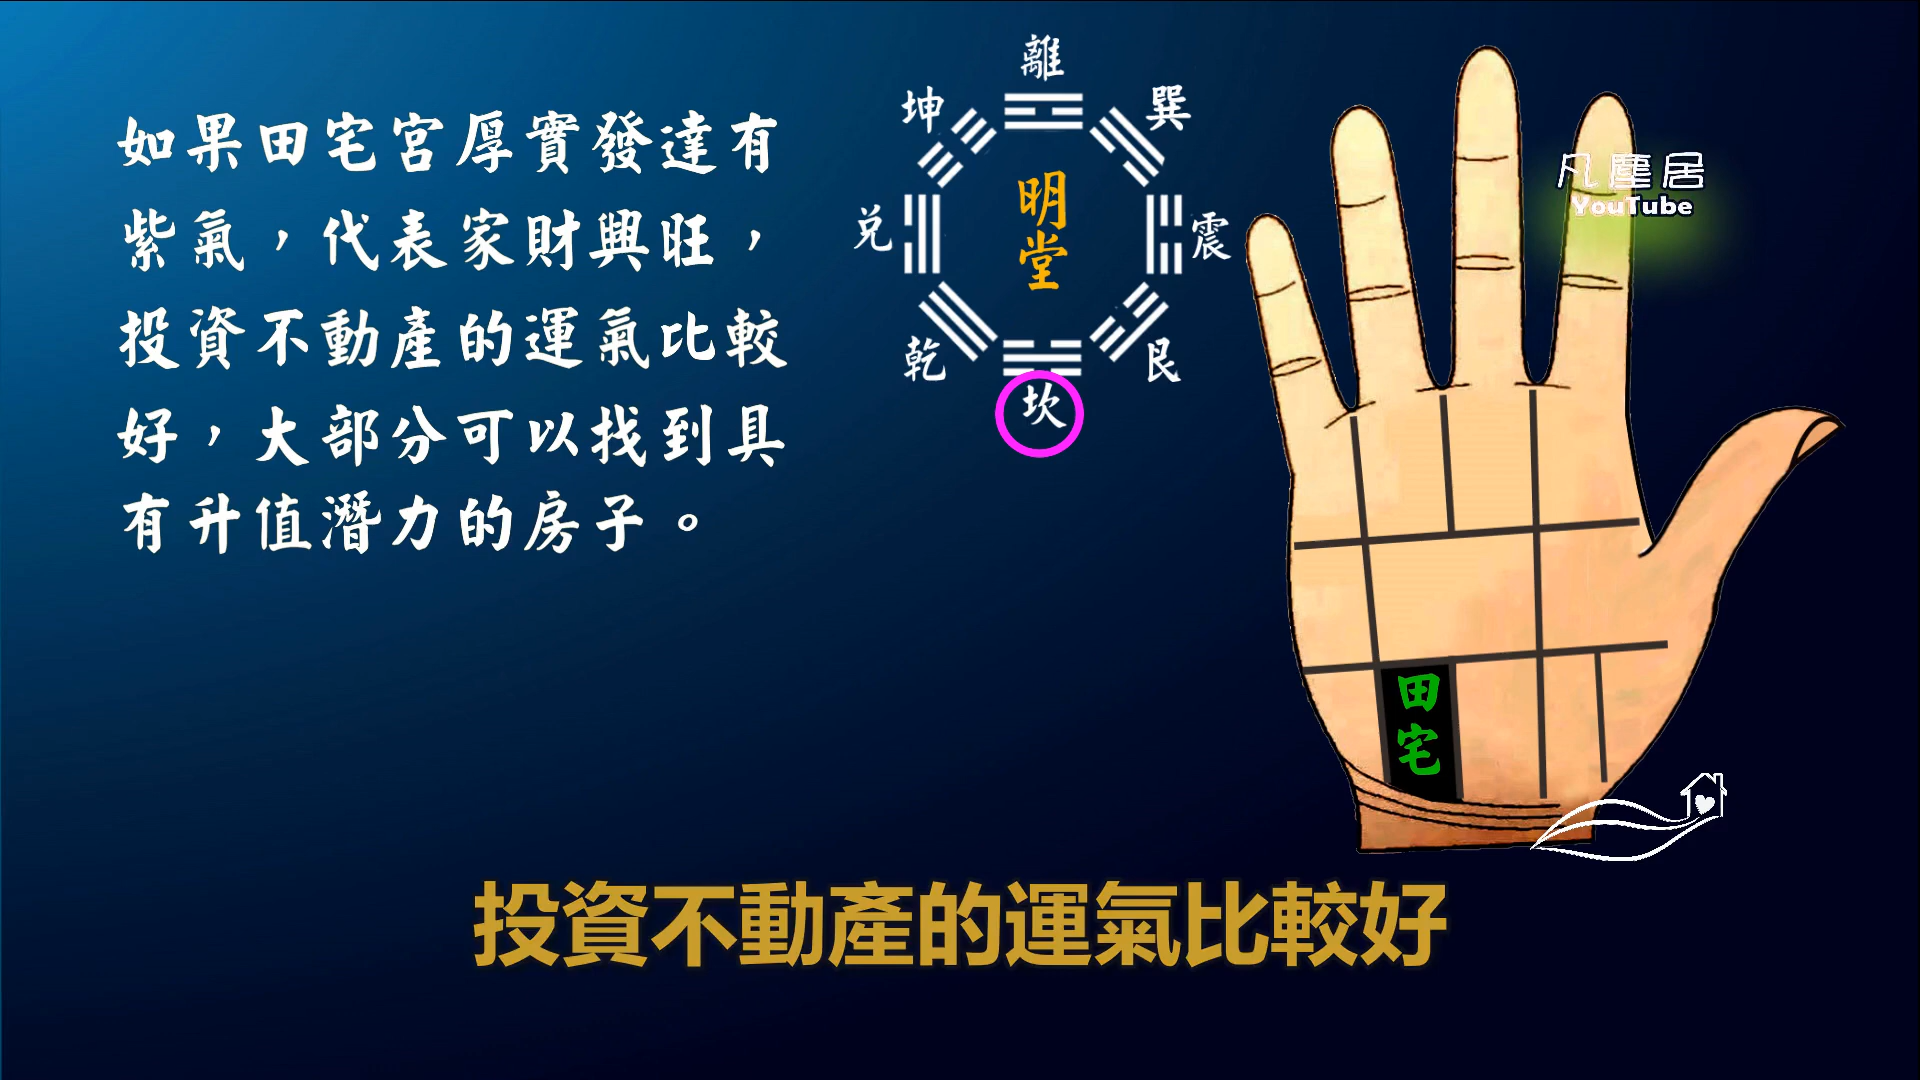 如果田宅宮厚實發達有
紫氣，代表家財興旺，
投資不動產的運氣比較
好，大部分可以找到具
有升值潛力的房子。
離
坤
巽
兌
明堂
震
乾
艮
坎
凡塵居
YouTube
田宅
投資不動產的運氣比較好